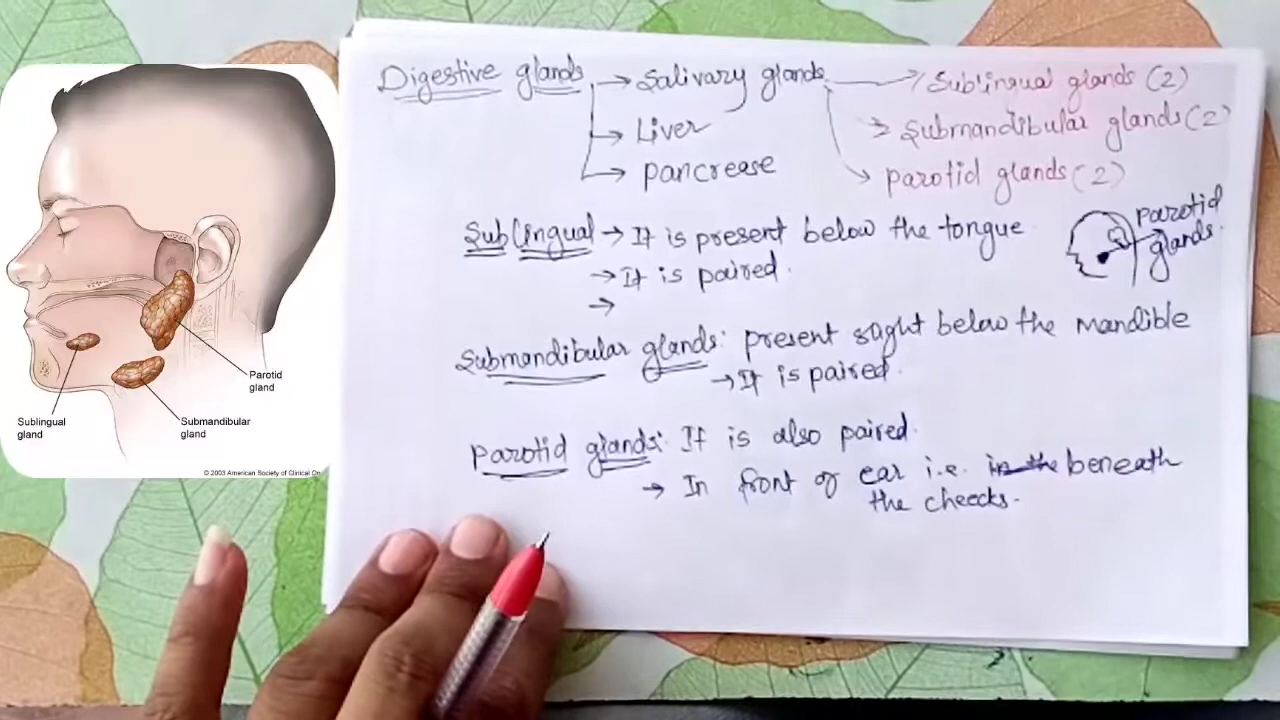 Digestive glands → Salivary glands → Sublingual glands (2)
→ Liver
→ Submandibular glands (2)
→ pancrease
→ parotid glands (2)
Sublingual → It is present below the tongue
→ It is paired.
→
parotid
glands.
Submandibular glands: present below the Mandible
→ It is paired.
parotid glands: It is also paired.
→ In front of ear i.e. in the beneath
the cheecks.
Parotid
gland
Sublingual
gland
Submandibular
gland
© 2003 American Society of Clinical On